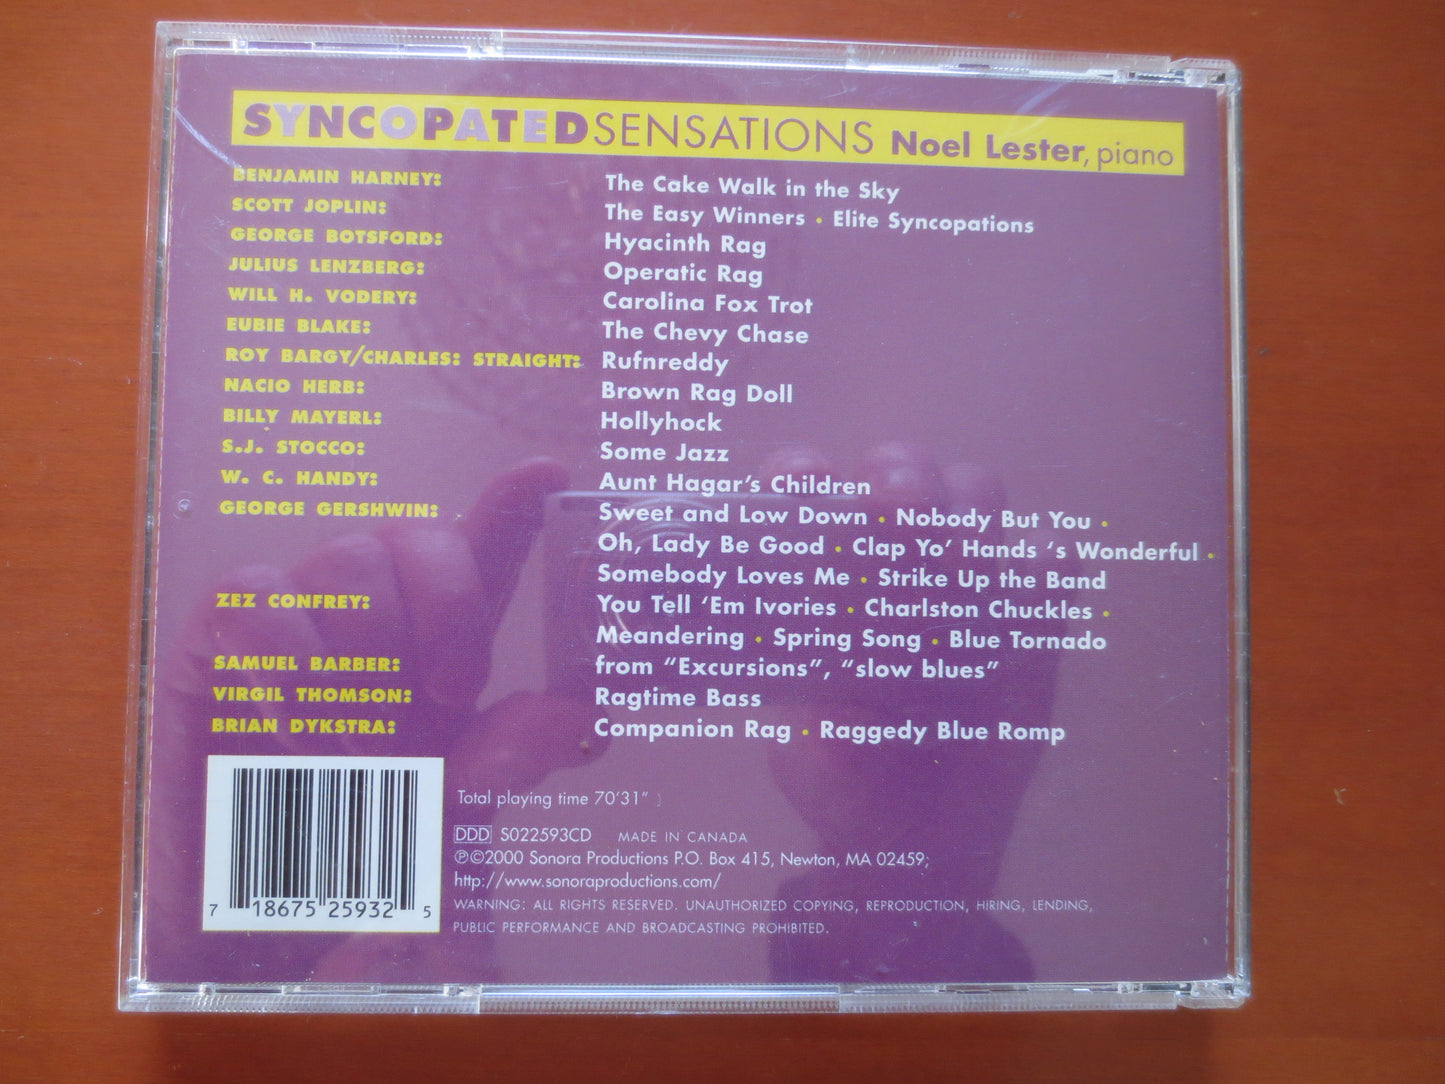 SYNCOPATEDSENSATIONS Noel Lester, piano
BENJAMIN HARNEY: The Cake Walk in the Sky
SCOTT JOPLIN: The Easy Winners • Elite Syncopations
GEORGE BOTSFORD: Hyacinth Rag
JULIUS LENZBERG: Operatic Rag
WILL H. VODERY: Carolina Fox Trot
EUBIE BLAKE: The Chevy Chase
ROY BARGY/CHARLES: STRAIGHT: Rufnreddy
NACIO HERB: Brown Rag Doll
BILLY MAYERL: Hollyhock
S.J. STOCCO: Some Jazz
W. C. HANDY: Aunt Hagar's Children
GEORGE GERSHWIN: Sweet and Low Down • Nobody But You •
Oh, Lady Be Good • Clap Yo' Hands 's Wonderful •
Somebody Loves Me • Strike Up the Band
ZEZ CONFREY: You Tell 'Em Ivories • Charlston Chuckles •
Meandering • Spring Song • Blue Tornado
SAMUEL BARBER: from "Excursions", "slow blues"
VIRGIL THOMSON: Ragtime Bass
BRIAN DYKSTRA: Companion Rag • Raggedy Blue Romp
Total playing time 70'31"
DDD S022593CD MADE IN CANADA
℗©2000 Sonora Productions P.O. Box 415, Newton, MA 02459;
http://www.sonoraproductions.com/
WARNING: ALL RIGHTS RESERVED. UNAUTHORIZED COPYING, REPRODUCTION, HIRING, LENDING,
PUBLIC PERFORMANCE AND BROADCASTING PROHIBITED.
7 18675 25932 5